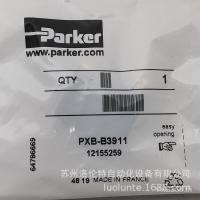 Parker
www.parker.com
QTY
1
64786669
easy
opening
PXB-B3911
12155259
48 19 MADE IN FRANCE
苏州洛伦特自动化设备有限公司
luolunte.1688.com